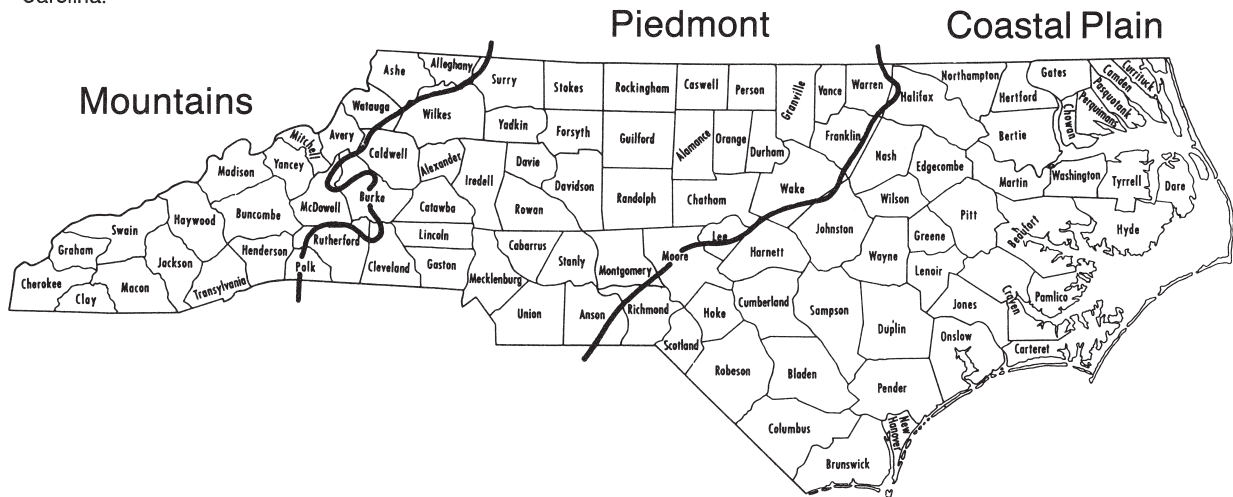 Carolina.
Piedmont
Coastal Plain
Mountains
Ashe
Alleghany
Surry
Stokes
Rockingham
Caswell
Person
Granville
Vance
Warren
Halifax
Northampton
Gates
Hertford
Currituck
Camden
Pasquotank
Perquimans
Chowan
Watauga
Wilkes
Yadkin
Forsyth
Guilford
Alamance
Orange
Durham
Franklin
Nash
Edgecombe
Bertie
Mitchell
Avery
Caldwell
Alexander
Iredell
Davie
Davidson
Randolph
Chatham
Wake
Wilson
Martin
Washington
Tyrrell
Dare
Madison
Yancey
McDowell
Burke
Catawba
Rowan
Lee
Johnston
Greene
Pitt
Beaufort
Hyde
Swain
Haywood
Buncombe
Rutherford
Lincoln
Cabarrus
Stanly
Montgomery
Moore
Harnett
Wayne
Lenoir
Craven
Pamlico
Graham
Jackson
Henderson
Polk
Cleveland
Gaston
Mecklenburg
Cherokee
Clay
Macon
Transylvania
Union
Anson
Richmond
Scotland
Hoke
Cumberland
Sampson
Duplin
Jones
Onslow
Carteret
Robeson
Bladen
Pender
Columbus
New
Hanover
Brunswick